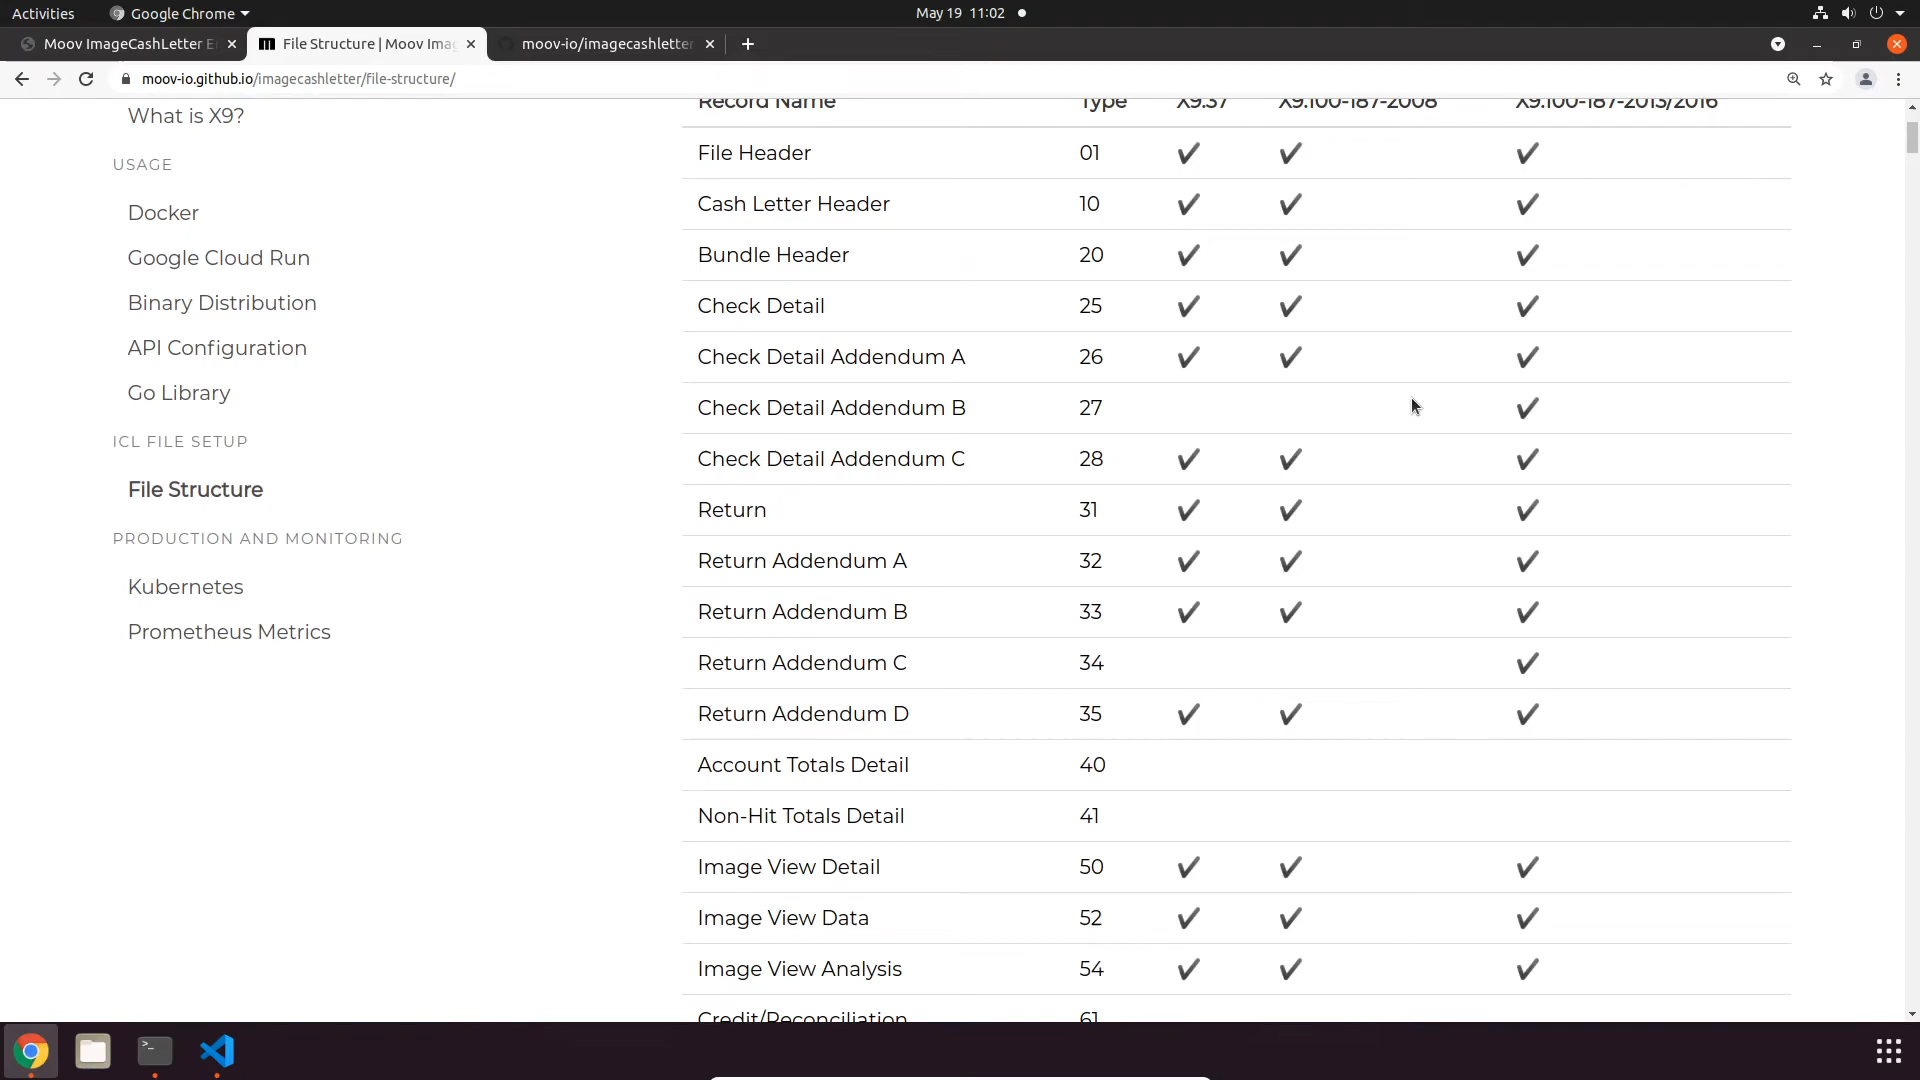 Activities
Google Chrome
May 19 11:02
Moov ImageCashLetter E
File Structure | Moov Imag
moov-io/imagecashletter
moov-io.github.io/imagecashletter/file-structure/
What is X9?
USAGE
Docker
Google Cloud Run
Binary Distribution
API Configuration
Go Library
ICL FILE SETUP
File Structure
PRODUCTION AND MONITORING
Kubernetes
Prometheus Metrics
Record Name Type X9.37 X9.100-187-2008 X9.100-187-2013/2016
File Header 01 ✔ ✔ ✔
Cash Letter Header 10 ✔ ✔ ✔
Bundle Header 20 ✔ ✔ ✔
Check Detail 25 ✔ ✔ ✔
Check Detail Addendum A 26 ✔ ✔ ✔
Check Detail Addendum B 27 ✔
Check Detail Addendum C 28 ✔ ✔ ✔
Return 31 ✔ ✔ ✔
Return Addendum A 32 ✔ ✔ ✔
Return Addendum B 33 ✔ ✔ ✔
Return Addendum C 34 ✔
Return Addendum D 35 ✔ ✔ ✔
Account Totals Detail 40
Non-Hit Totals Detail 41
Image View Detail 50 ✔ ✔ ✔
Image View Data 52 ✔ ✔ ✔
Image View Analysis 54 ✔ ✔ ✔
Credit/Reconciliation 61